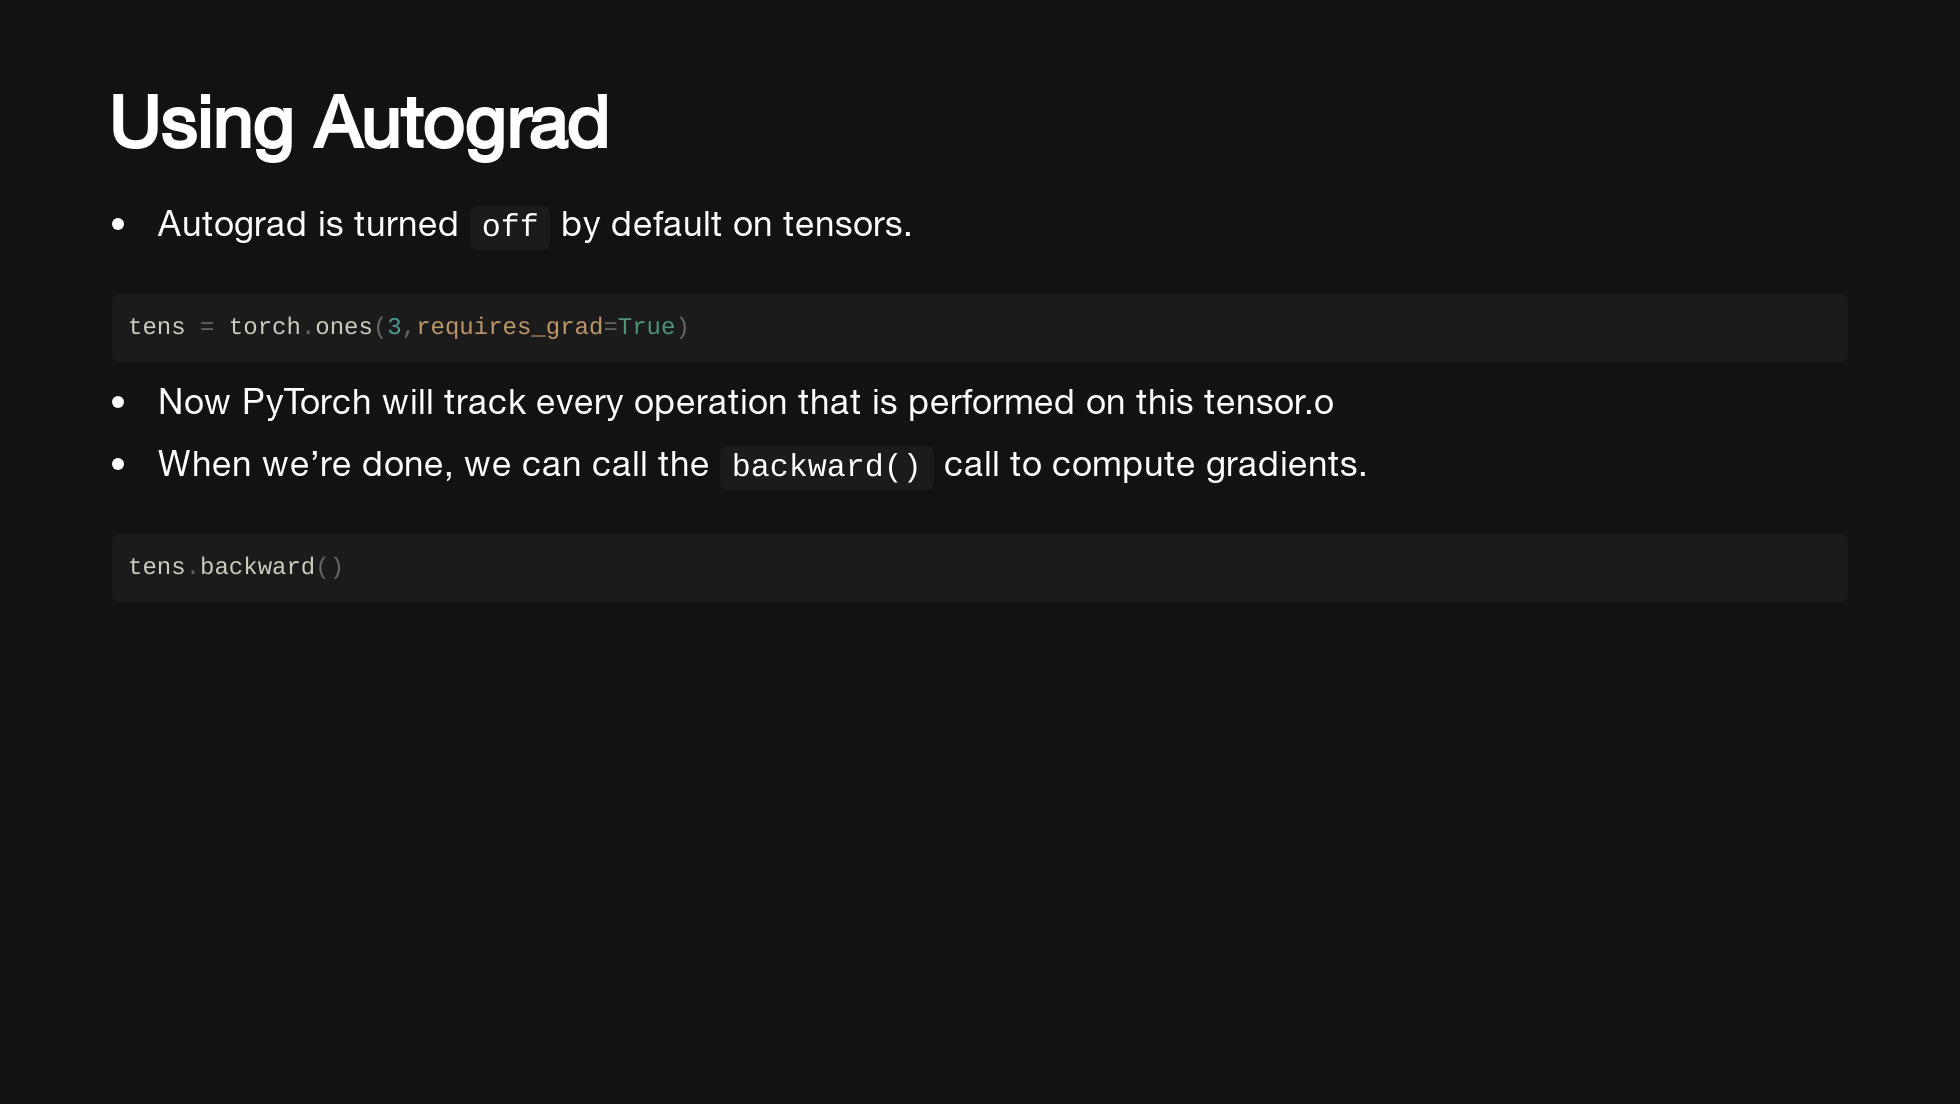 Using Autograd
• Autograd is turned off by default on tensors.
tens = torch.ones(3,requires_grad=True)
• Now PyTorch will track every operation that is performed on this tensor.o
• When we’re done, we can call the backward() call to compute gradients.
tens.backward()